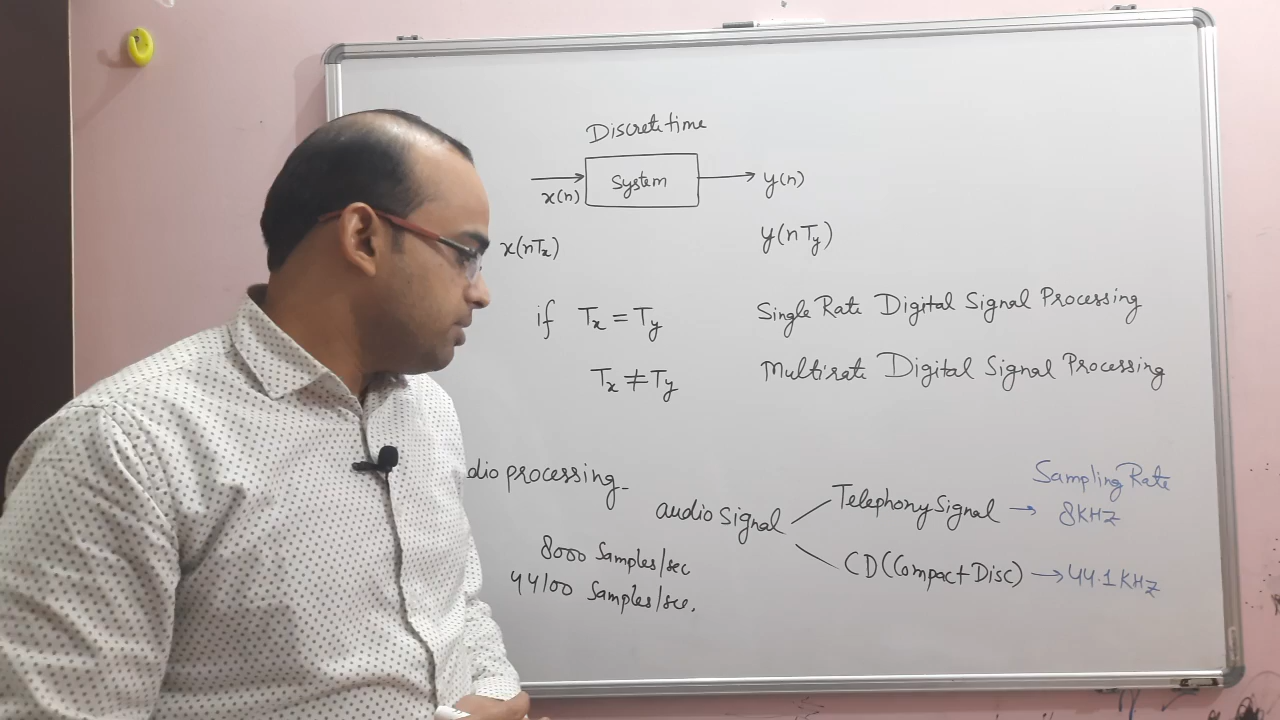 Discrete time
x(n) System y(n)
x(nTx) y(nTy)
if Tx = Ty Single Rate Digital Signal Processing
Tx ≠ Ty Multirate Digital Signal Processing
dio processing
audio Signal
Telephony Signal → 8KHZ
Sampling Rate
CD (Compact Disc) → 44.1 KHZ
8000 Samples/sec
44100 Samples/sec.